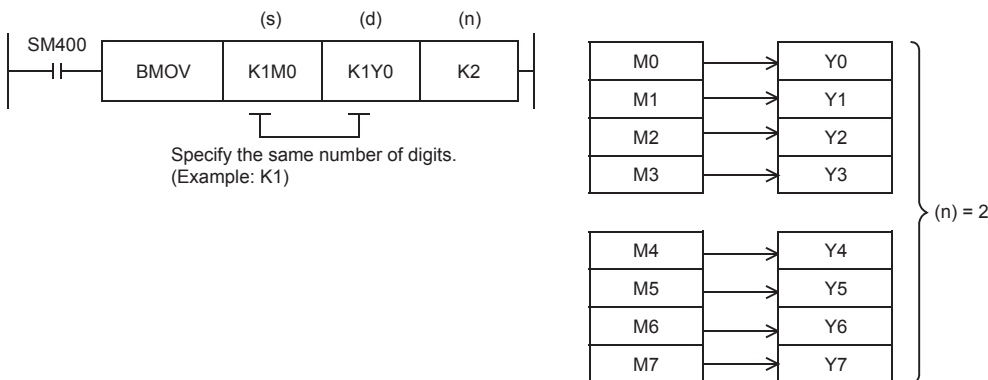 (s) (d) (n)
SM400
BMOV K1M0 K1Y0 K2
Specify the same number of digits.
(Example: K1)
M0 Y0
M1 Y1
M2 Y2
M3 Y3
(n) = 2
M4 Y4
M5 Y5
M6 Y6
M7 Y7